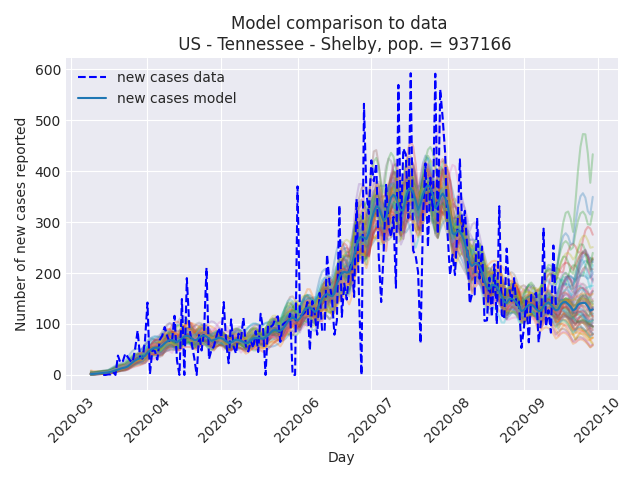 Model comparison to data
US - Tennessee - Shelby, pop. = 937166
new cases data
new cases model
Number of new cases reported
600
500
400
300
200
100
0
2020-03
2020-04
2020-05
2020-06
2020-07
2020-08
2020-09
2020-10
Day